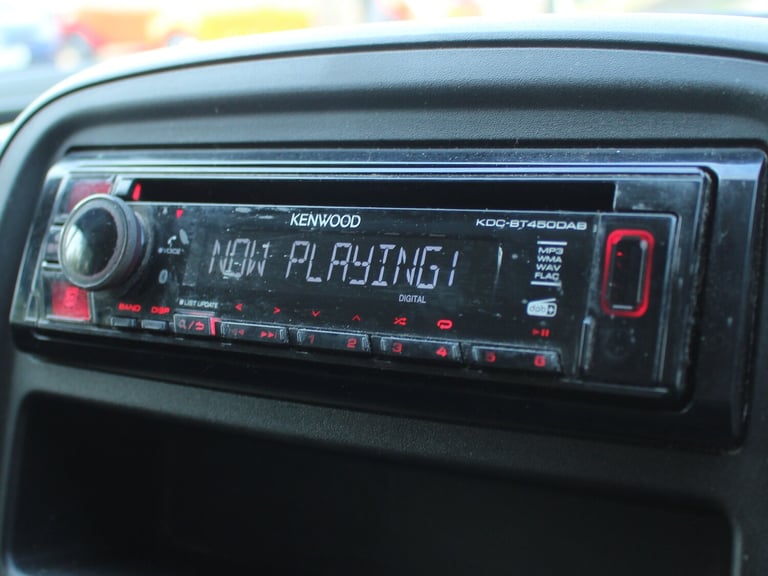 KENWOOD
KDC-BT450DAB
VOICE
NOW PLAYING!
DIGITAL
MP3
WMA
WAV
FLAC
dab+
LIST UPDATE
BAND DISP
1 2 3 4 5 6